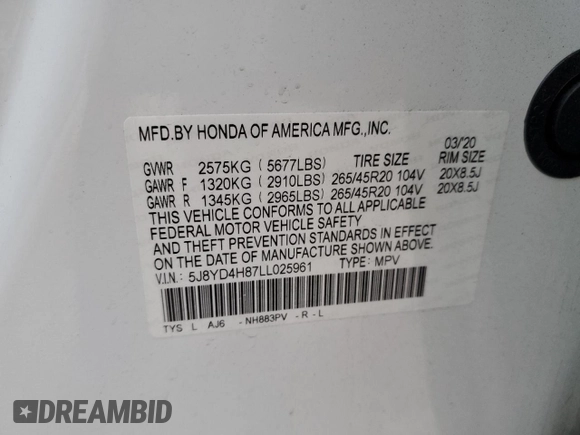 MFD.BY HONDA OF AMERICA MFG.,INC.
03/'20
GVWR 2575KG (5677LBS) TIRE SIZE RIM SIZE
GAWR F 1320KG (2910LBS) 265/45R20 104V 20X8.5J
GAWR R 1345KG (2965LBS) 265/45R20 104V 20X8.5J
THIS VEHICLE CONFORMS TO ALL APPLICABLE
FEDERAL MOTOR VEHICLE SAFETY
AND THEFT PREVENTION STANDARDS IN EFFECT
ON THE DATE OF MANUFACTURE SHOWN ABOVE.
V.I.N.: 5J8YD4H87LL025961 TYPE: MPV
TYS L AJ6 -NH883PV -R-L
DREAMBID